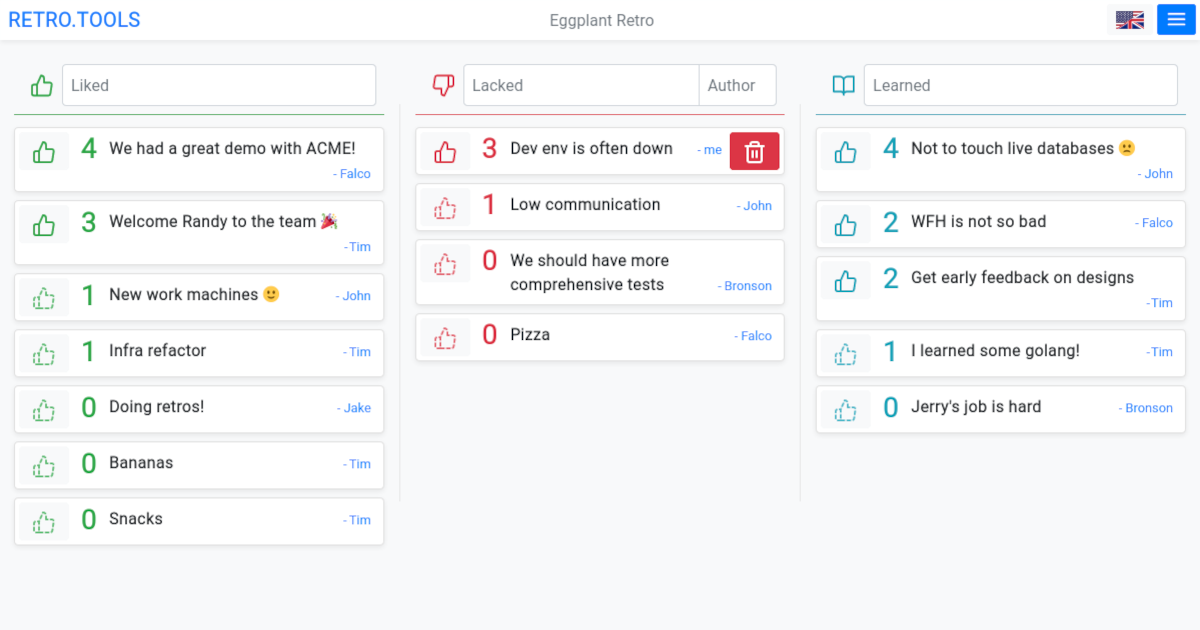 RETRO.TOOLS
Eggplant Retro
Liked
4 We had a great demo with ACME!
- Falco
3 Welcome Randy to the team 🎉
- Tim
1 New work machines 🙂 - John
1 Infra refactor - Tim
0 Doing retros! - Jake
0 Bananas - Tim
0 Snacks - Tim
Lacked Author
3 Dev env is often down - me
1 Low communication - John
0 We should have more
comprehensive tests - Bronson
0 Pizza - Falco
Learned
4 Not to touch live databases 🙁
- John
2 WFH is not so bad - Falco
2 Get early feedback on designs
- Tim
1 I learned some golang! - Tim
0 Jerry's job is hard - Bronson